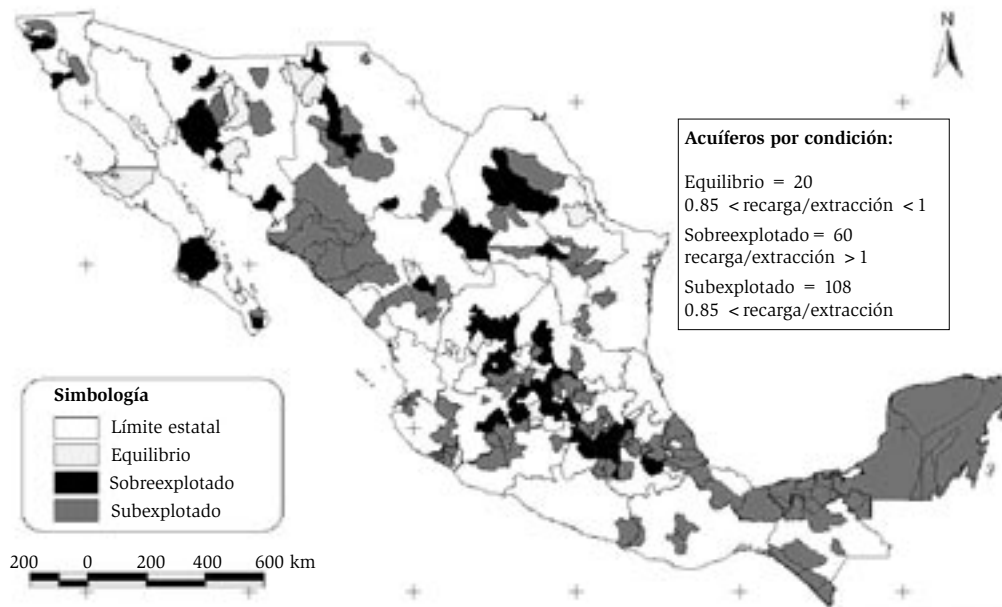 N
Acuíferos por condición:
Equilibrio = 20
0.85 < recarga/extracción < 1
Sobreexplotado = 60
recarga/extracción > 1
Subexplotado = 108
0.85 < recarga/extracción
Simbología
Límite estatal
Equilibrio
Sobreexplotado
Subexplotado
200 0 200 400 600 km